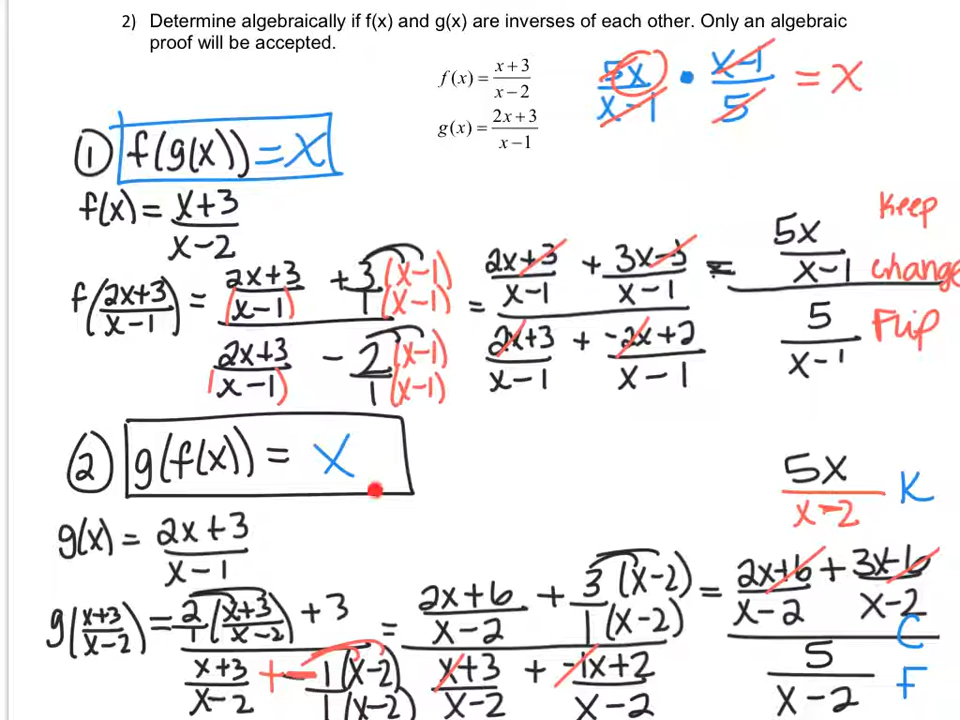 2) Determine algebraically if f(x) and g(x) are inverses of each other. Only an algebraic
proof will be accepted.
f(x) = (x+3)/(x−2)
g(x) = (2x+3)/(x−1)
5x/(x−1) • (x−1)/5 = x
① f(g(x)) = x
f(x) = (x+3)/(x−2)
f((2x+3)/(x−1)) = ((2x+3)/(x−1) + 3(x−1)/1(x−1))/((2x+3)/(x−1) − 2(x−1)/1(x−1)) = ((2x+3)/(x−1) + (3x−3)/(x−1))/((2x+3)/(x−1) + (−2x+2)/(x−1)) = (5x/(x−1))/(5/(x−1))
Keep
Change
Flip
② g(f(x)) = x
g(x) = (2x+3)/(x−1)
5x/(x−2) K
g((x+3)/(x−2)) = (2/1 (x+3)/(x−2) + 3)/((x+3)/(x−2) + −1(x−2)/1(x−2)) = ((2x+6)/(x−2) + 3(x−2)/1(x−2))/((x+3)/(x−2) + (−1x+2)/(x−2)) = ((2x+6)/(x−2) + (3x−6)/(x−2))/(5/(x−2))
C
F